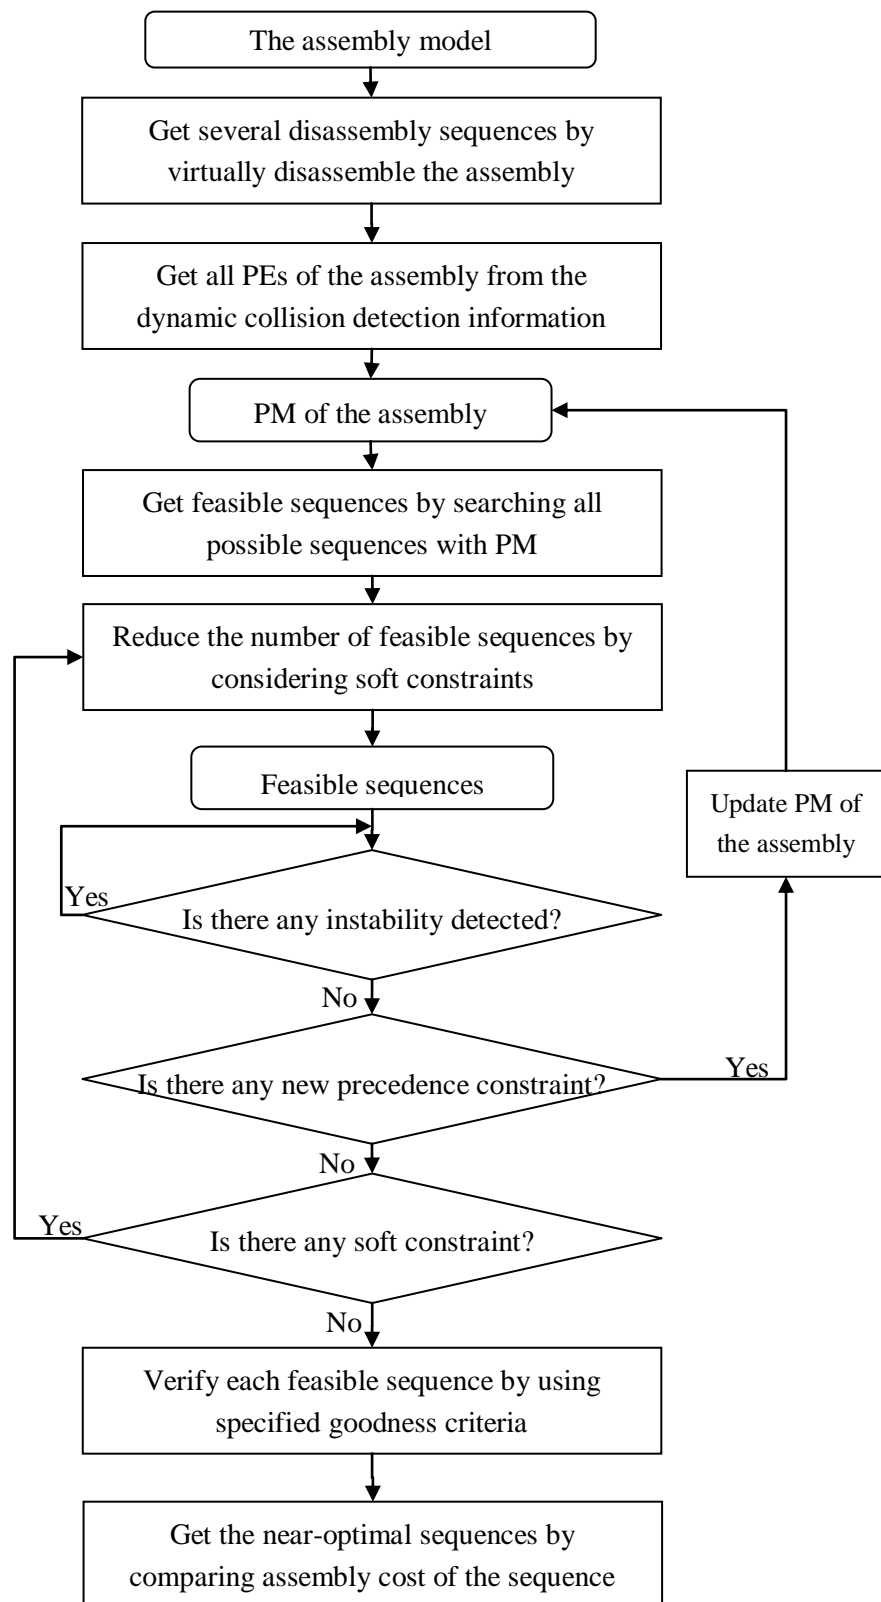 The assembly model
Get several disassembly sequences by
virtually disassemble the assembly
Get all PEs of the assembly from the
dynamic collision detection information
PM of the assembly
Get feasible sequences by searching all
possible sequences with PM
Reduce the number of feasible sequences by
considering soft constraints
Feasible sequences
Update PM of
the assembly
Yes
Is there any instability detected?
No
Is there any new precedence constraint?
Yes
No
Yes
Is there any soft constraint?
No
Verify each feasible sequence by using
specified goodness criteria
Get the near-optimal sequences by
comparing assembly cost of the sequence